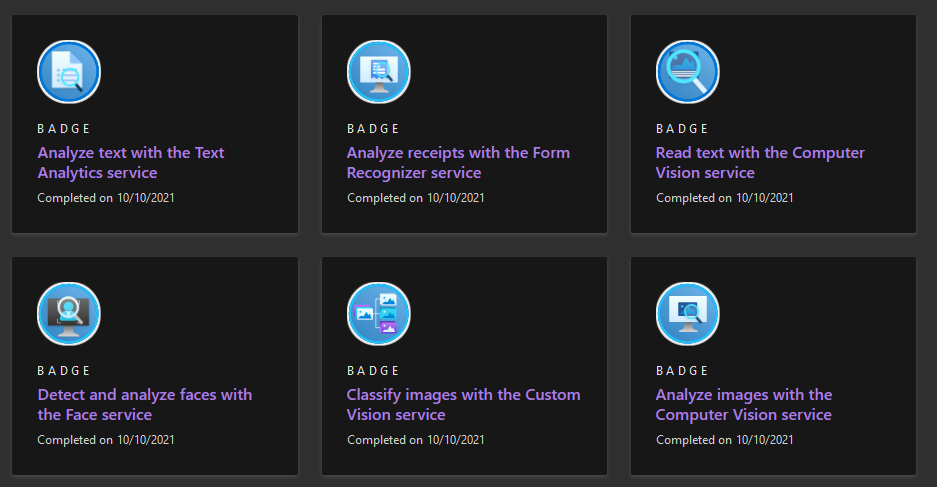 BADGE
Analyze text with the Text
Analytics service
Completed on 10/10/2021
BADGE
Analyze receipts with the Form
Recognizer service
Completed on 10/10/2021
BADGE
Read text with the Computer
Vision service
Completed on 10/10/2021
BADGE
Detect and analyze faces with
the Face service
Completed on 10/10/2021
BADGE
Classify images with the Custom
Vision service
Completed on 10/10/2021
BADGE
Analyze images with the
Computer Vision service
Completed on 10/10/2021